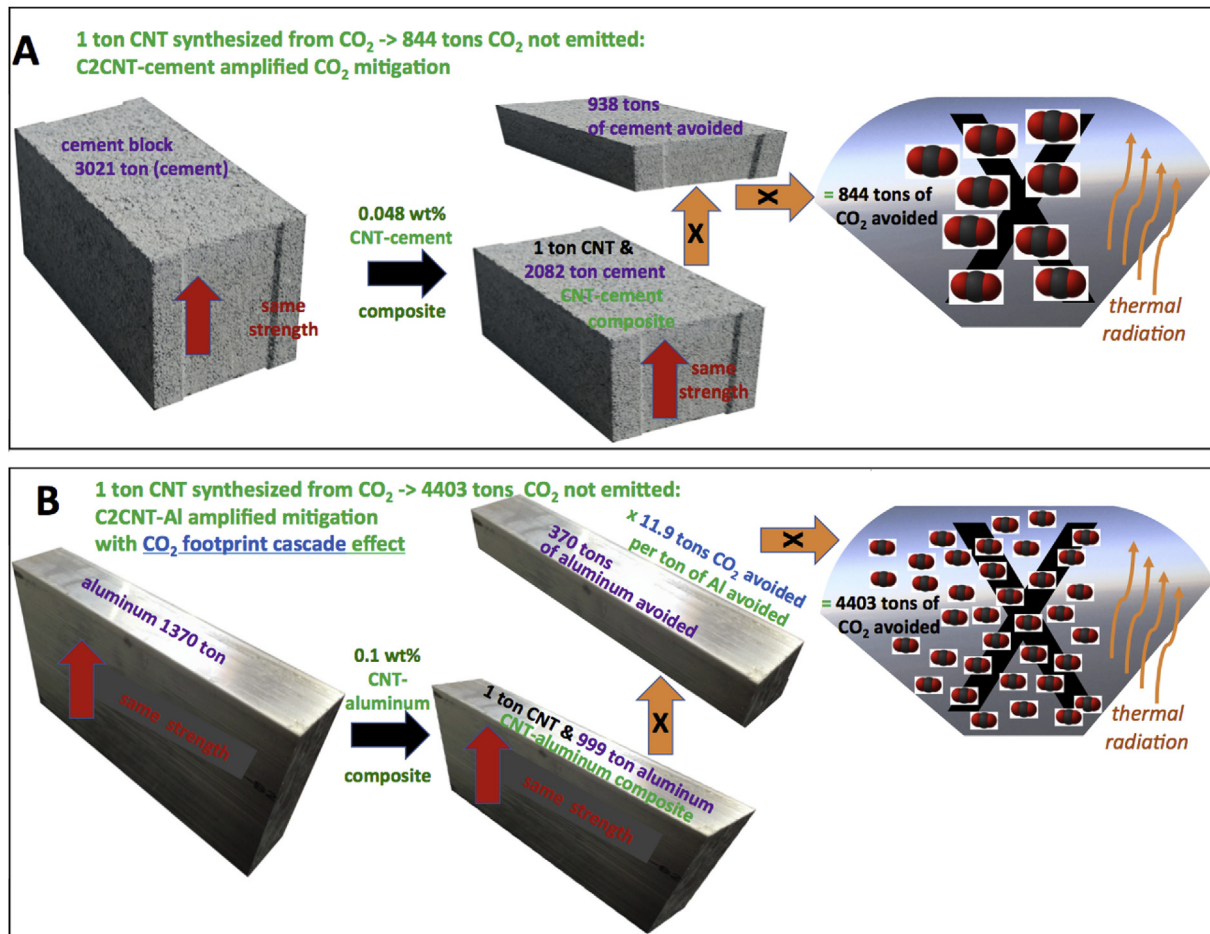 A
1 ton CNT synthesized from CO₂ -> 844 tons CO₂ not emitted:
C2CNT-cement amplified CO₂ mitigation
cement block
3021 ton (cement)
same
strength
0.048 wt%
CNT-cement
composite
938 tons
of cement avoided
X
1 ton CNT &
2082 ton cement
CNT-cement
composite
same
strength
X
= 844 tons of
CO₂ avoided
thermal
radiation
B
1 ton CNT synthesized from CO₂ -> 4403 tons CO₂ not emitted:
C2CNT-Al amplified mitigation
with CO₂ footprint cascade effect
aluminum 1370 ton
same strength
0.1 wt%
CNT-
aluminum
composite
370 tons
of aluminum avoided
x 11.9 tons CO₂ avoided
per ton of Al avoided
X
1 ton CNT & 999 ton aluminum
CNT-aluminum composite
same strength
X
= 4403 tons of
CO₂ avoided
thermal
radiation